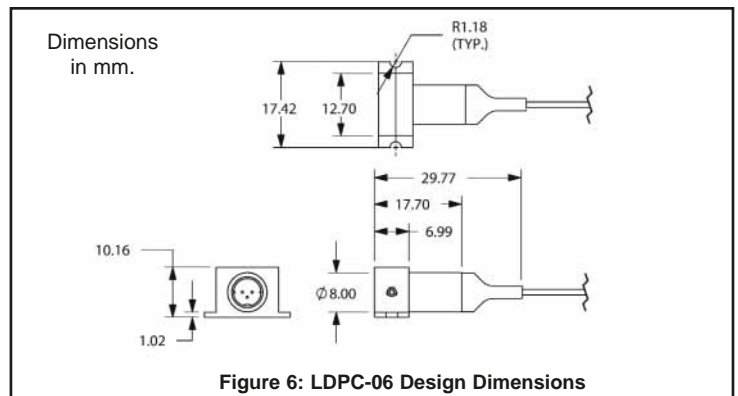 Dimensions
in mm.
R1.18
(TYP.)
17.42
12.70
29.77
17.70
6.99
10.16
Ø8.00
1.02
Figure 6: LDPC-06 Design Dimensions